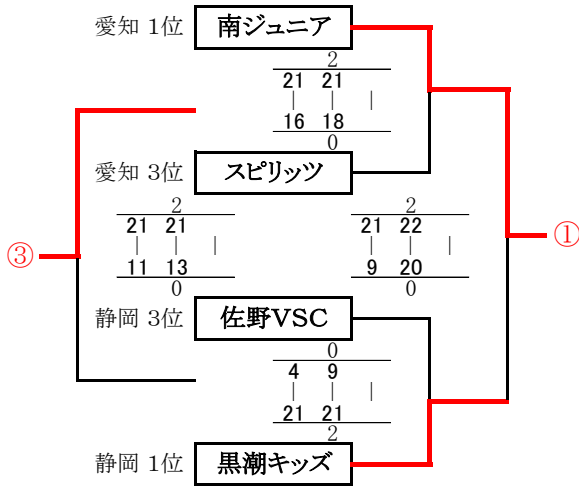 愛知 1位 南ジュニア
2
21 21
| | |
16 18
0
愛知 3位 スピリッツ
2
21 21
| | |
11 13
0
2
21 22
| | |
9 20
0
③
①
静岡 3位 佐野VSC
0
4 9
| | |
21 21
2
静岡 1位 黒潮キッズ